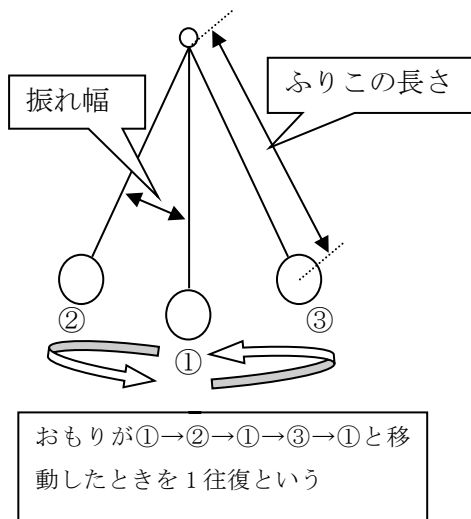 振れ幅
ふりこの長さ
②
①
③
おもりが①→②→①→③→①と移
動したときを1往復という